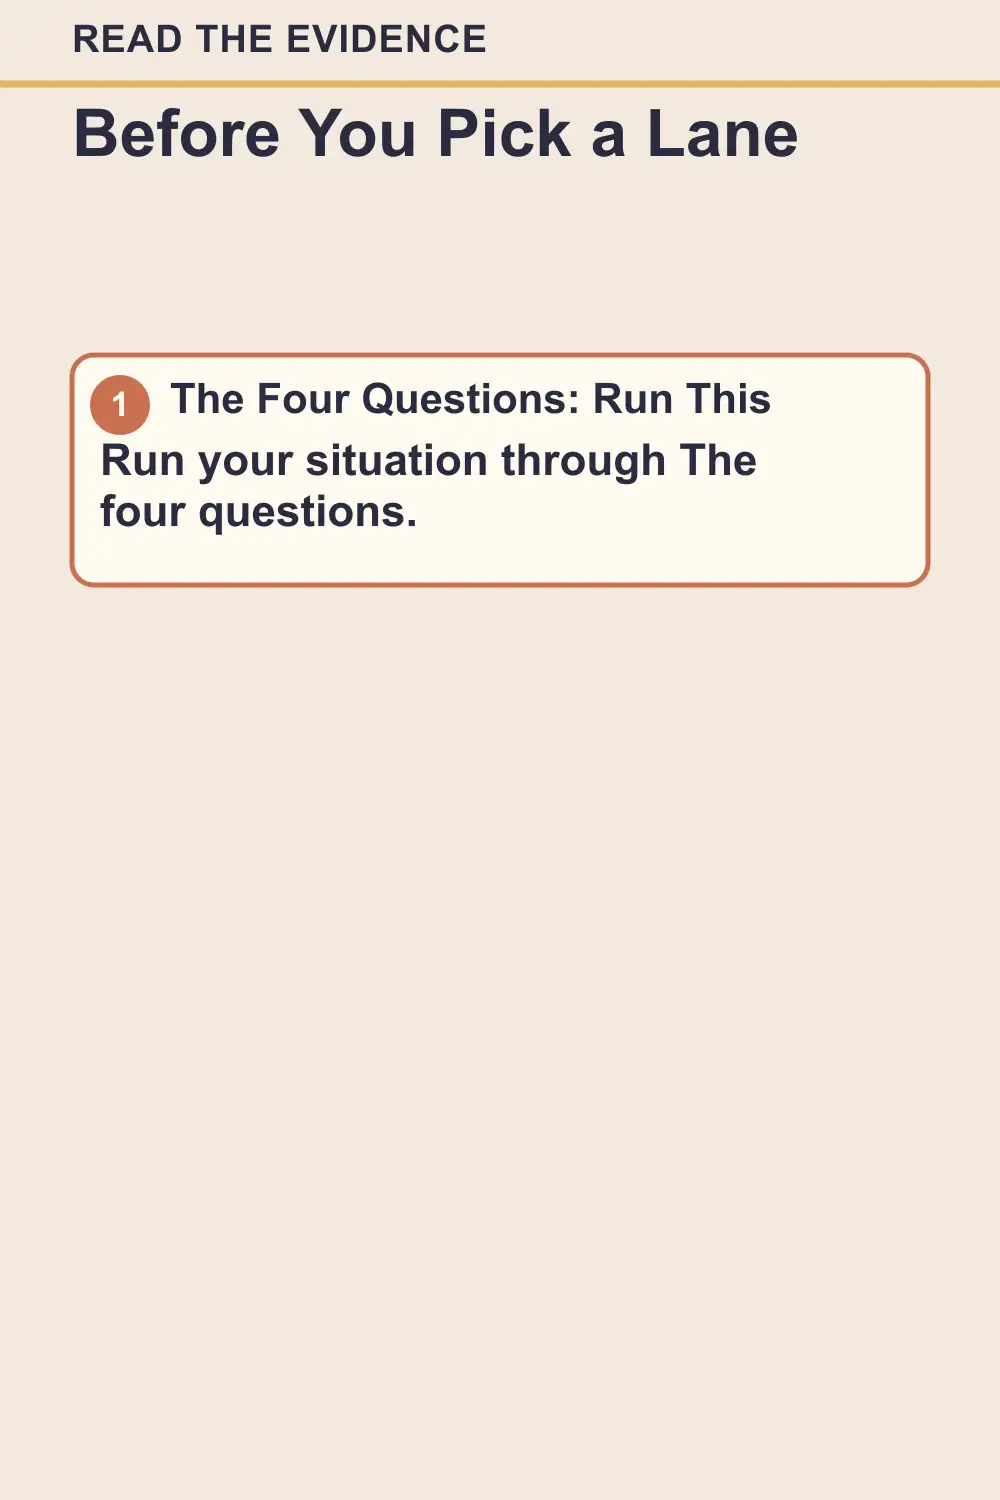 READ THE EVIDENCE
Before You Pick a Lane
1 The Four Questions: Run This
Run your situation through The
four questions.